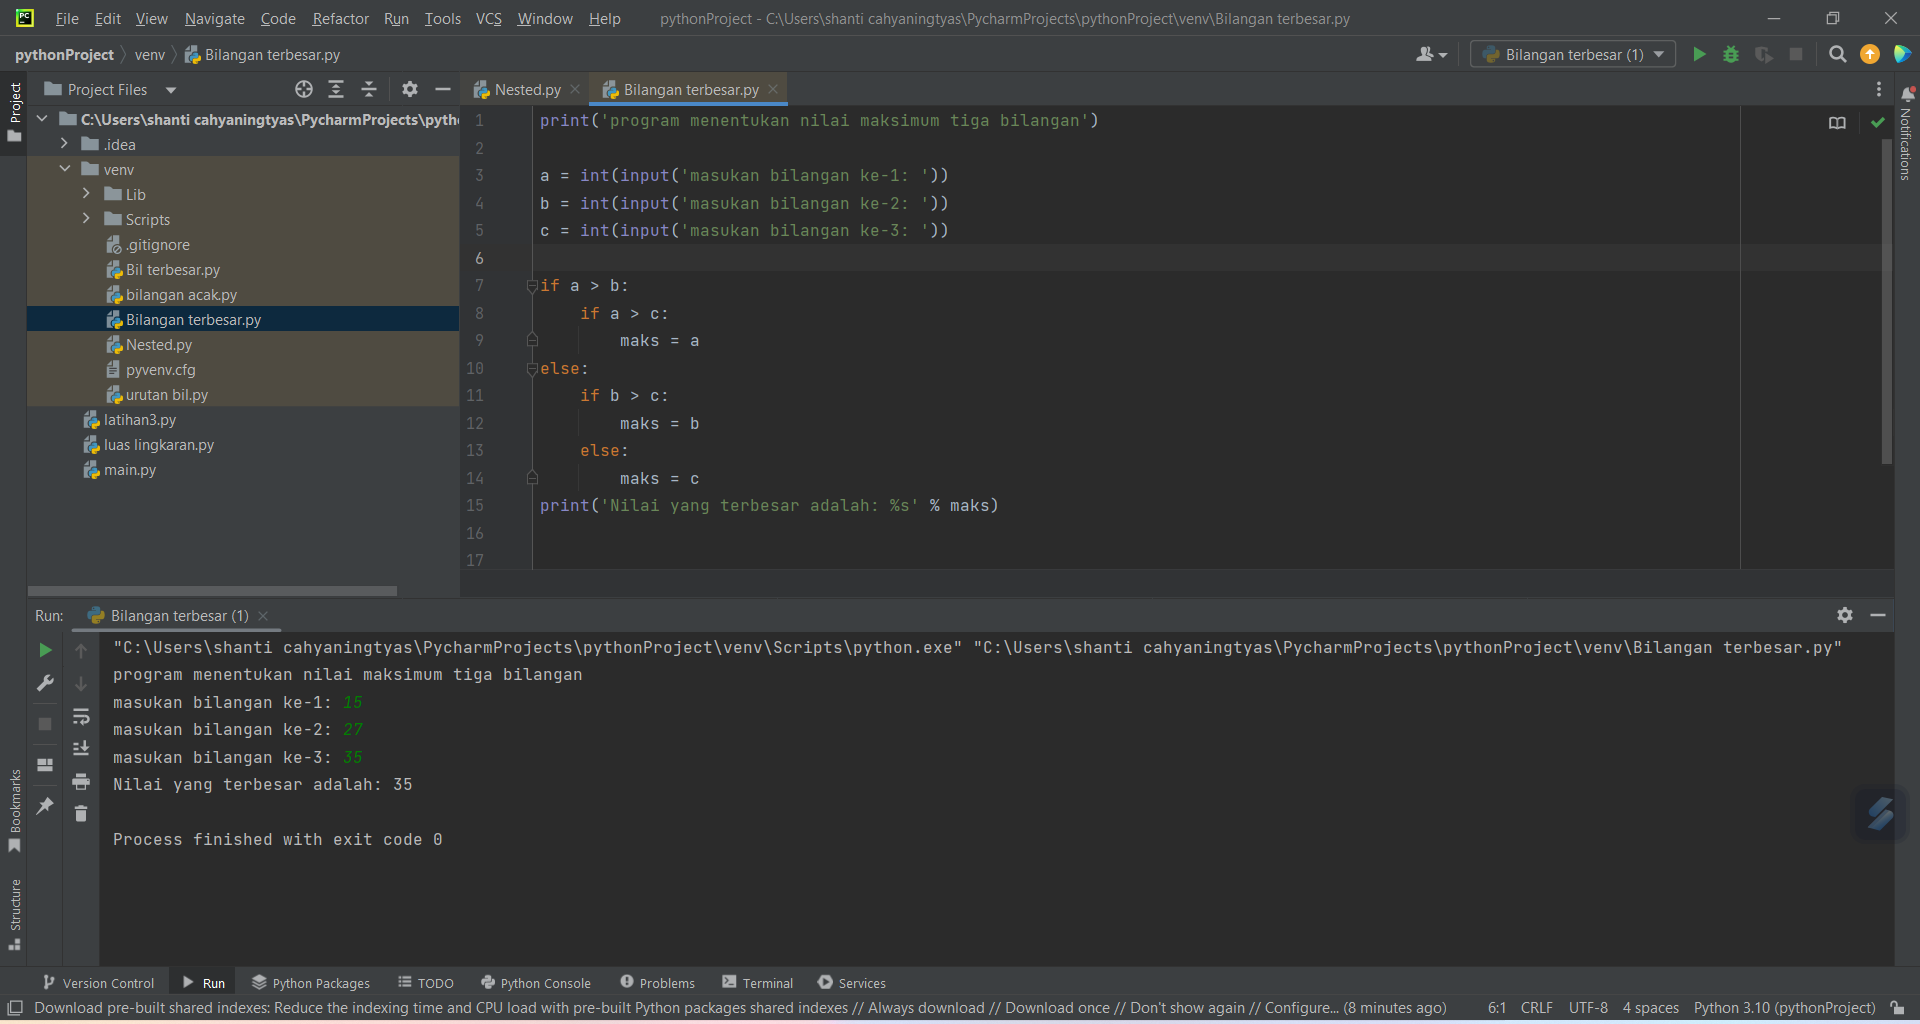 File Edit View Navigate Code Refactor Run Tools VCS Window Help pythonProject - C:\Users\shanti cahyaningtyas\PycharmProjects\pythonProject\venv\Bilangan terbesar.py
pythonProject venv Bilangan terbesar.py Bilangan terbesar (1)
Project
Project Files
C:\Users\shanti cahyaningtyas\PycharmProjects\pyth
.idea
venv
Lib
Scripts
.gitignore
Bil terbesar.py
bilangan acak.py
Bilangan terbesar.py
Nested.py
pyvenv.cfg
urutan bil.py
latihan3.py
luas lingkaran.py
main.py
Nested.py Bilangan terbesar.py
1 print('program menentukan nilai maksimum tiga bilangan')
2
3 a = int(input('masukan bilangan ke-1: '))
4 b = int(input('masukan bilangan ke-2: '))
5 c = int(input('masukan bilangan ke-3: '))
6
7 if a > b:
8     if a > c:
9         maks = a
10 else:
11     if b > c:
12         maks = b
13     else:
14         maks = c
15 print('Nilai yang terbesar adalah: %s' % maks)
16
17
Notifications
Run: Bilangan terbesar (1)
"C:\Users\shanti cahyaningtyas\PycharmProjects\pythonProject\venv\Scripts\python.exe" "C:\Users\shanti cahyaningtyas\PycharmProjects\pythonProject\venv\Bilangan terbesar.py"
program menentukan nilai maksimum tiga bilangan
masukan bilangan ke-1: 15
masukan bilangan ke-2: 27
masukan bilangan ke-3: 35
Nilai yang terbesar adalah: 35
Process finished with exit code 0
Bookmarks
Structure
Version Control Run Python Packages TODO Python Console Problems Terminal Services
Download pre-built shared indexes: Reduce the indexing time and CPU load with pre-built Python packages shared indexes // Always download // Download once // Don't show again // Configure... (8 minutes ago) 6:1 CRLF UTF-8 4 spaces Python 3.10 (pythonProject)